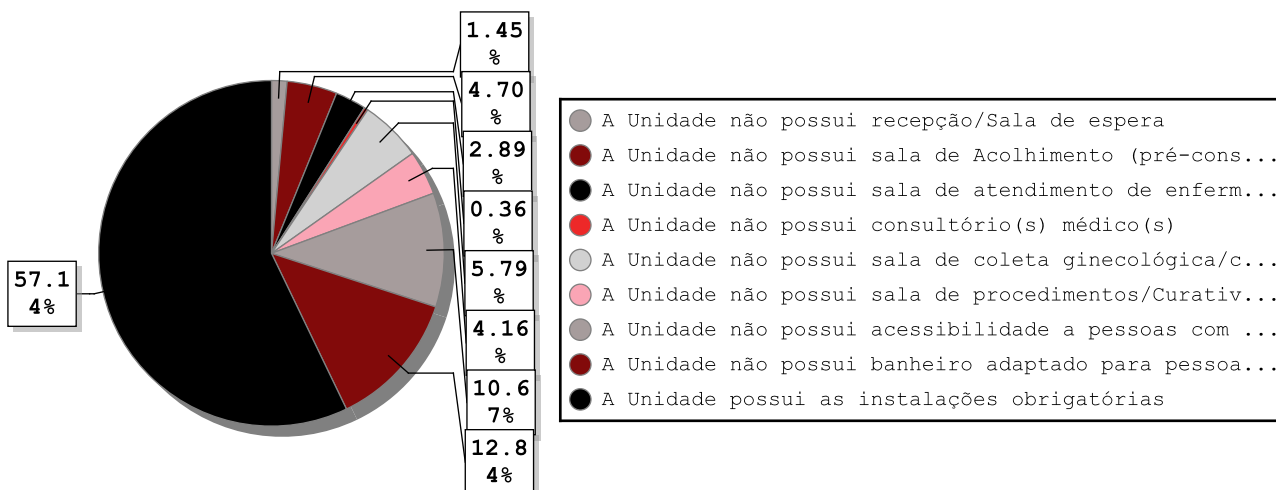 1.45
%
4.70
%
2.89
%
0.36
%
5.79
%
4.16
%
10.6
7%
12.8
4%
57.1
4%
A Unidade não possui recepção/Sala de espera
A Unidade não possui sala de Acolhimento (pré-cons...
A Unidade não possui sala de atendimento de enferm...
A Unidade não possui consultório(s) médico(s)
A Unidade não possui sala de coleta ginecológica/c...
A Unidade não possui sala de procedimentos/Curativ...
A Unidade não possui acessibilidade a pessoas com ...
A Unidade não possui banheiro adaptado para pessoa...
A Unidade possui as instalações obrigatórias